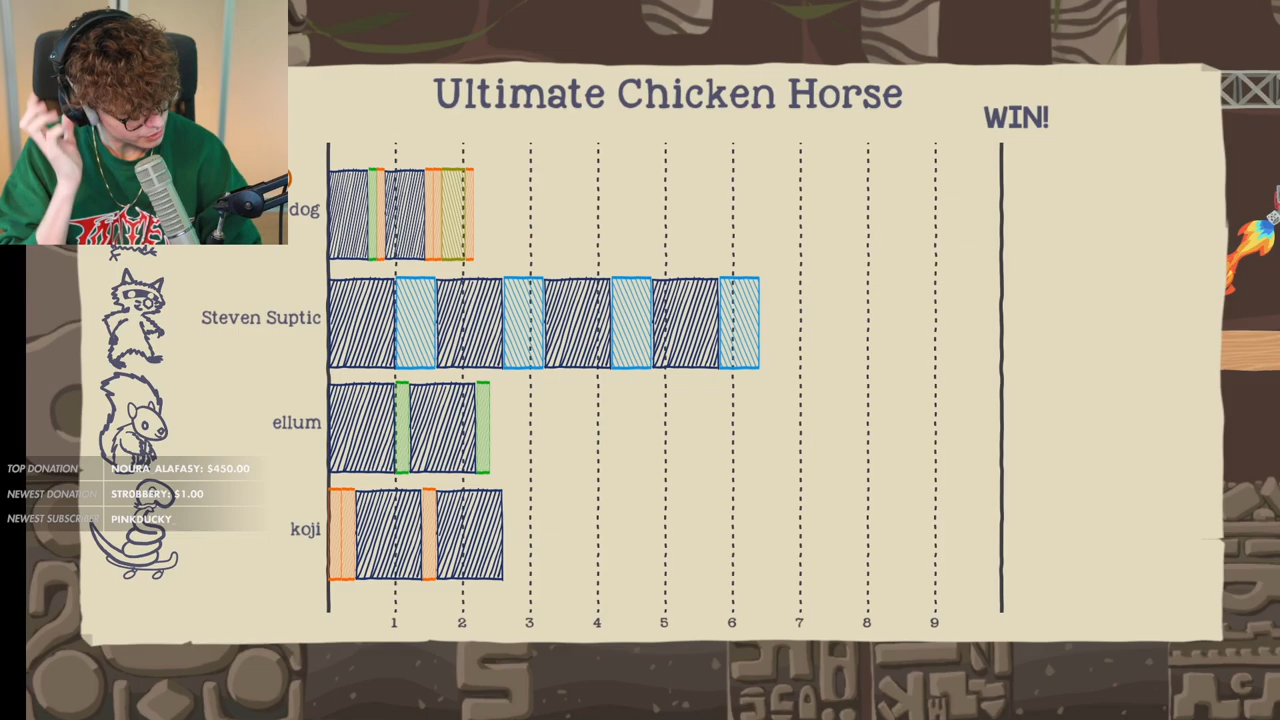 Ultimate Chicken Horse
WIN!
dog
Steven Suptic
ellum
TOP DONATION NOURA ALAFASY: $450.00
NEWEST DONATION STR0BBERY: $1.00
NEWEST SUBSCRIBER PINKDUCKY
koji
1 2 3 4 5 6 7 8 9